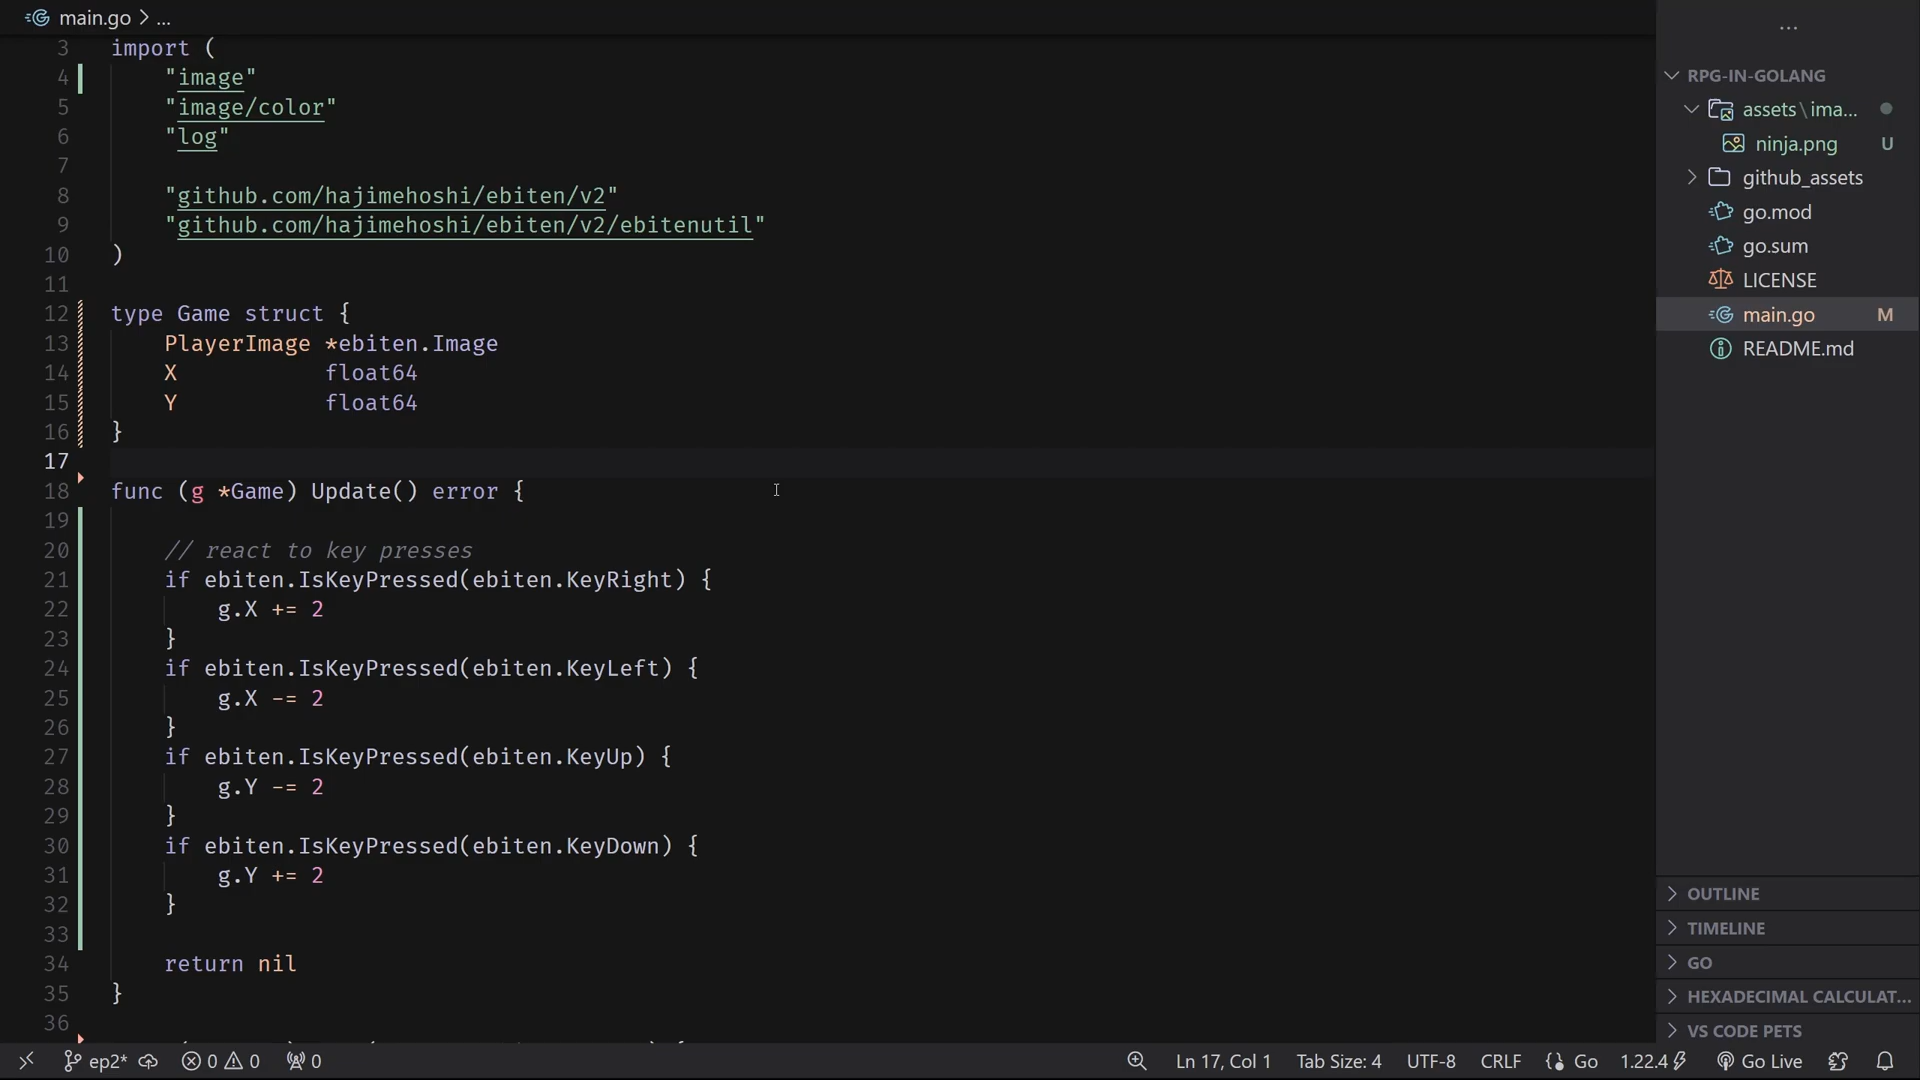 main.go > ...
3 import (
4 "image"
5 "image/color"
6 "log"
7
8 "github.com/hajimehoshi/ebiten/v2"
9 "github.com/hajimehoshi/ebiten/v2/ebitenutil"
10 )
11
12 type Game struct {
13 PlayerImage *ebiten.Image
14 X float64
15 Y float64
16 }
17
18 func (g *Game) Update() error {
19
20 // react to key presses
21 if ebiten.IsKeyPressed(ebiten.KeyRight) {
22 g.X += 2
23 }
24 if ebiten.IsKeyPressed(ebiten.KeyLeft) {
25 g.X -= 2
26 }
27 if ebiten.IsKeyPressed(ebiten.KeyUp) {
28 g.Y -= 2
29 }
30 if ebiten.IsKeyPressed(ebiten.KeyDown) {
31 g.Y += 2
32 }
33
34 return nil
35 }
36
...
RPG-IN-GOLANG
assets\ima...
ninja.png U
github_assets
go.mod
go.sum
LICENSE
main.go M
README.md
OUTLINE
TIMELINE
GO
HEXADECIMAL CALCULAT...
VS CODE PETS
ep2* 0 0 0 Ln 17, Col 1 Tab Size: 4 UTF-8 CRLF Go 1.22.4 Go Live